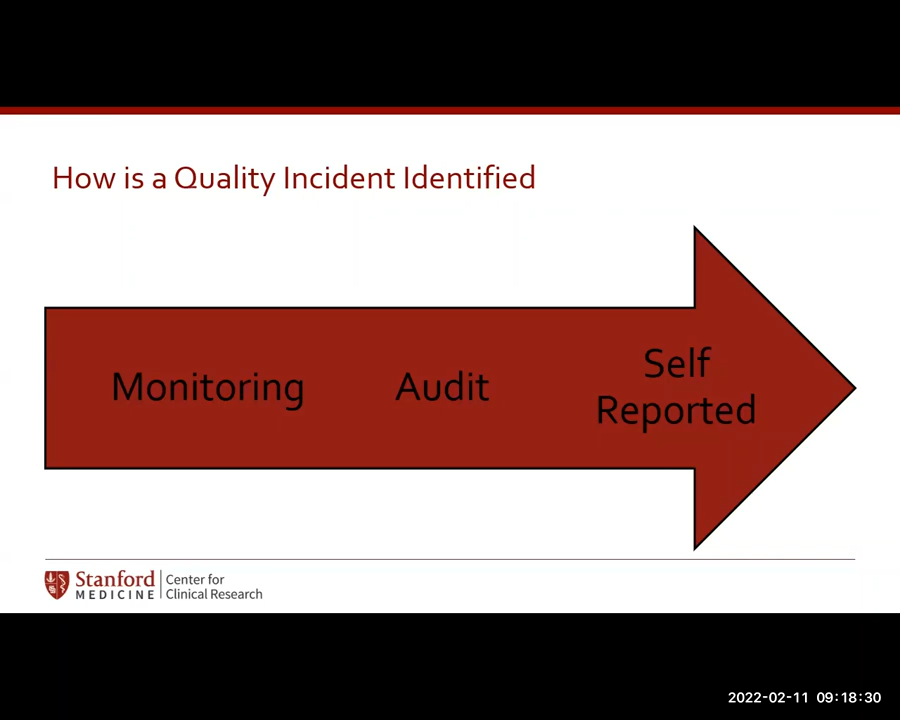 How is a Quality Incident Identified
Monitoring
Audit
Self
Reported
Stanford
MEDICINE
Center for
Clinical Research
2022-02-11 09:18:30